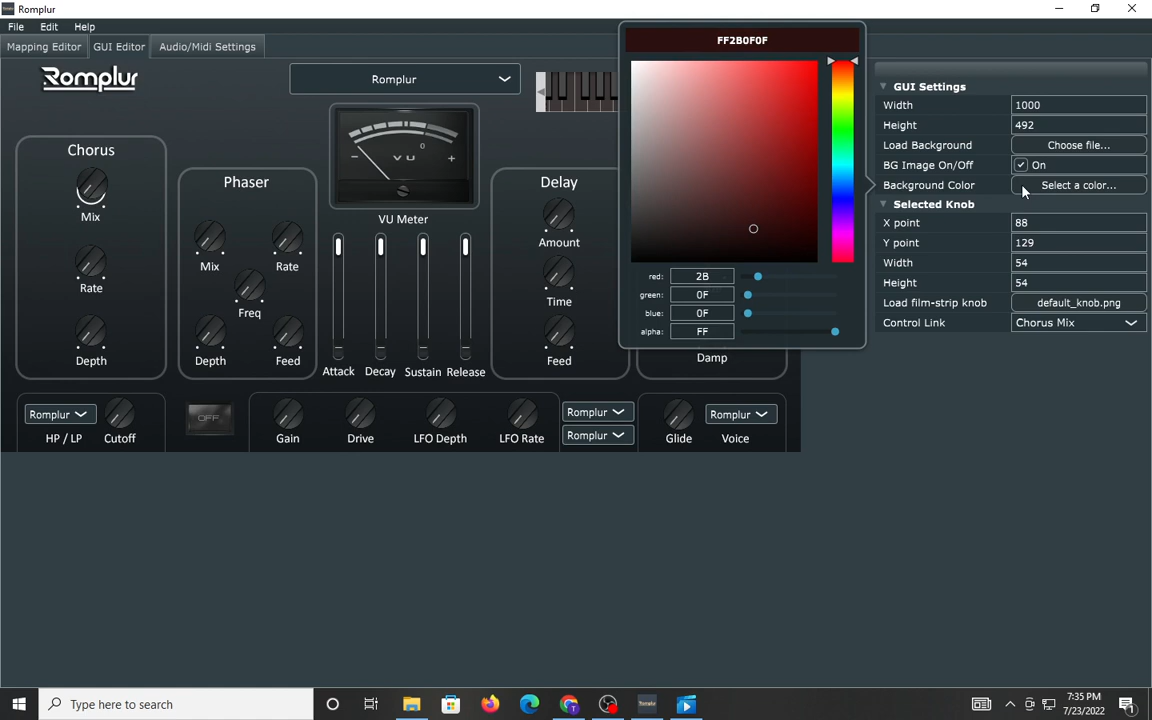 Romplur
File Edit Help
Mapping Editor GUI Editor Audio/Midi Settings
Romplur
Romplur
Chorus
Mix
Rate
Depth
Phaser
Mix Rate
Freq
Depth Feed
− 0 +
VU
VU Meter
Attack Decay Sustain Release
Delay
Amount
Time
Feed
Damp
Romplur
HP / LP Cutoff
OFF
Gain Drive LFO Depth LFO Rate
Romplur
Romplur
Romplur
Glide Voice
FF2B0F0F
red: 2B
green: 0F
blue: 0F
alpha: FF
GUI Settings
Width 1000
Height 492
Load Background Choose file...
BG Image On/Off On
Background Color Select a color...
Selected Knob
X point 88
Y point 129
Width 54
Height 54
Load film-strip knob default_knob.png
Control Link Chorus Mix
Type here to search
7:35 PM
7/23/2022
1